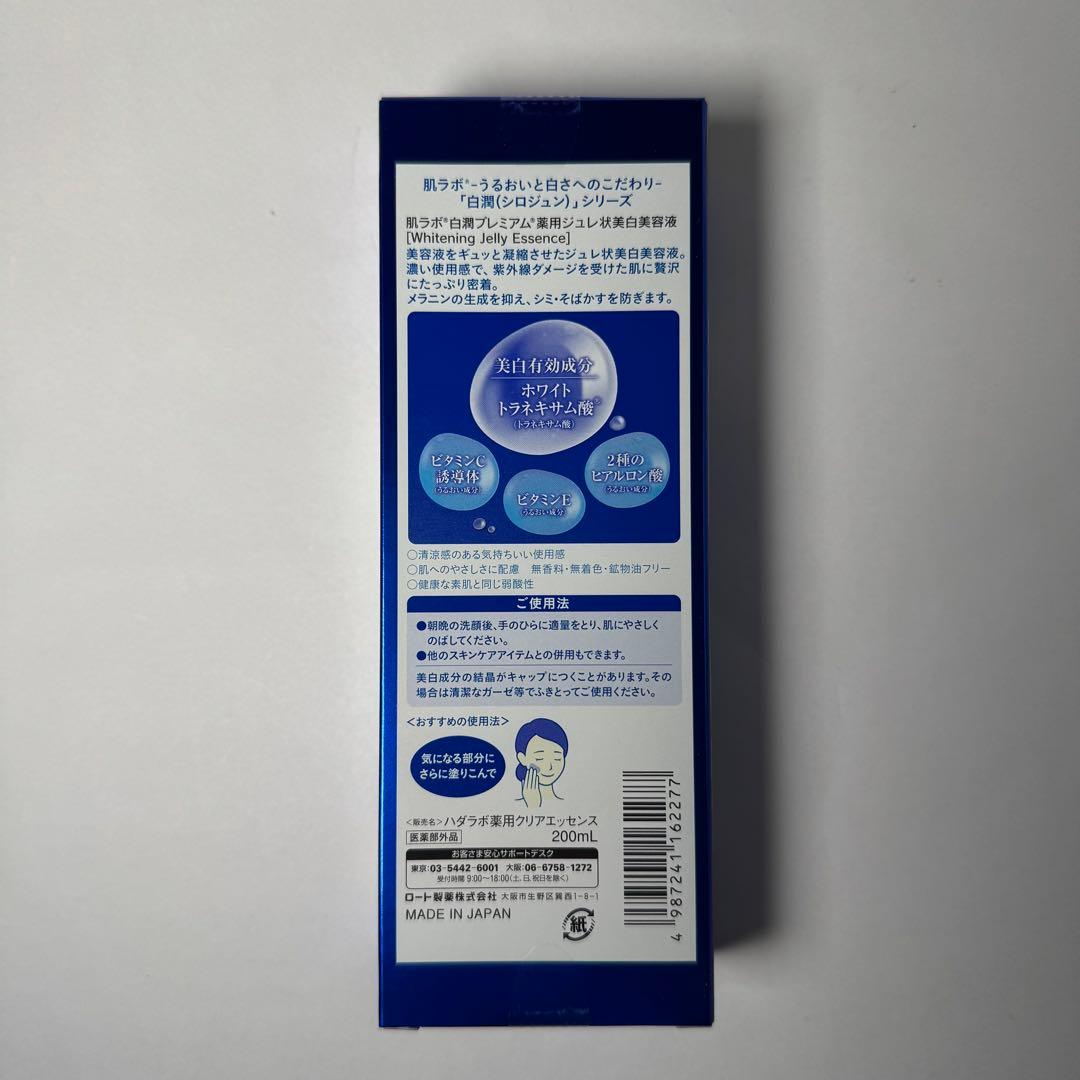 肌ラボ®-うるおいと白さへのこだわり-
「白潤(シロジュン)」シリーズ
肌ラボ®白潤プレミアム®薬用ジュレ状美白美容液
[Whitening Jelly Essence]
美容液をギュッと凝縮させたジュレ状美白美容液。
濃い使用感で、紫外線ダメージを受けた肌に贅沢
にたっぷり密着。
メラニンの生成を抑え、シミ・そばかすを防ぎます。
美白有効成分
ホワイト
トラネキサム酸
(トラネキサム酸)
ビタミンC
誘導体
(うるおい成分)
ビタミンE
(うるおい成分)
2種の
ヒアルロン酸
(うるおい成分)
○清涼感のある気持ちいい使用感
○肌へのやさしさに配慮 無香料・無着色・鉱物油フリー
○健康な素肌と同じ弱酸性
ご使用法
●朝晩の洗顔後、手のひらに適量をとり、肌にやさしく
のばしてください。
●他のスキンケアアイテムとの併用もできます。
美白成分の結晶がキャップにつくことがあります。その
場合は清潔なガーゼ等でふきとってご使用ください。
<おすすめの使用法>
気になる部分に
さらに塗りこんで
<販売名>ハダラボ薬用クリアエッセンス
医薬部外品 200mL
お客さま安心サポートデスク
東京:03-5442-6001 大阪:06-6758-1272
受付時間 9:00~18:00(土、日、祝日を除く)
ロート製薬株式会社 大阪市生野区巽西1-8-1
MADE IN JAPAN
紙
4 987241 162277